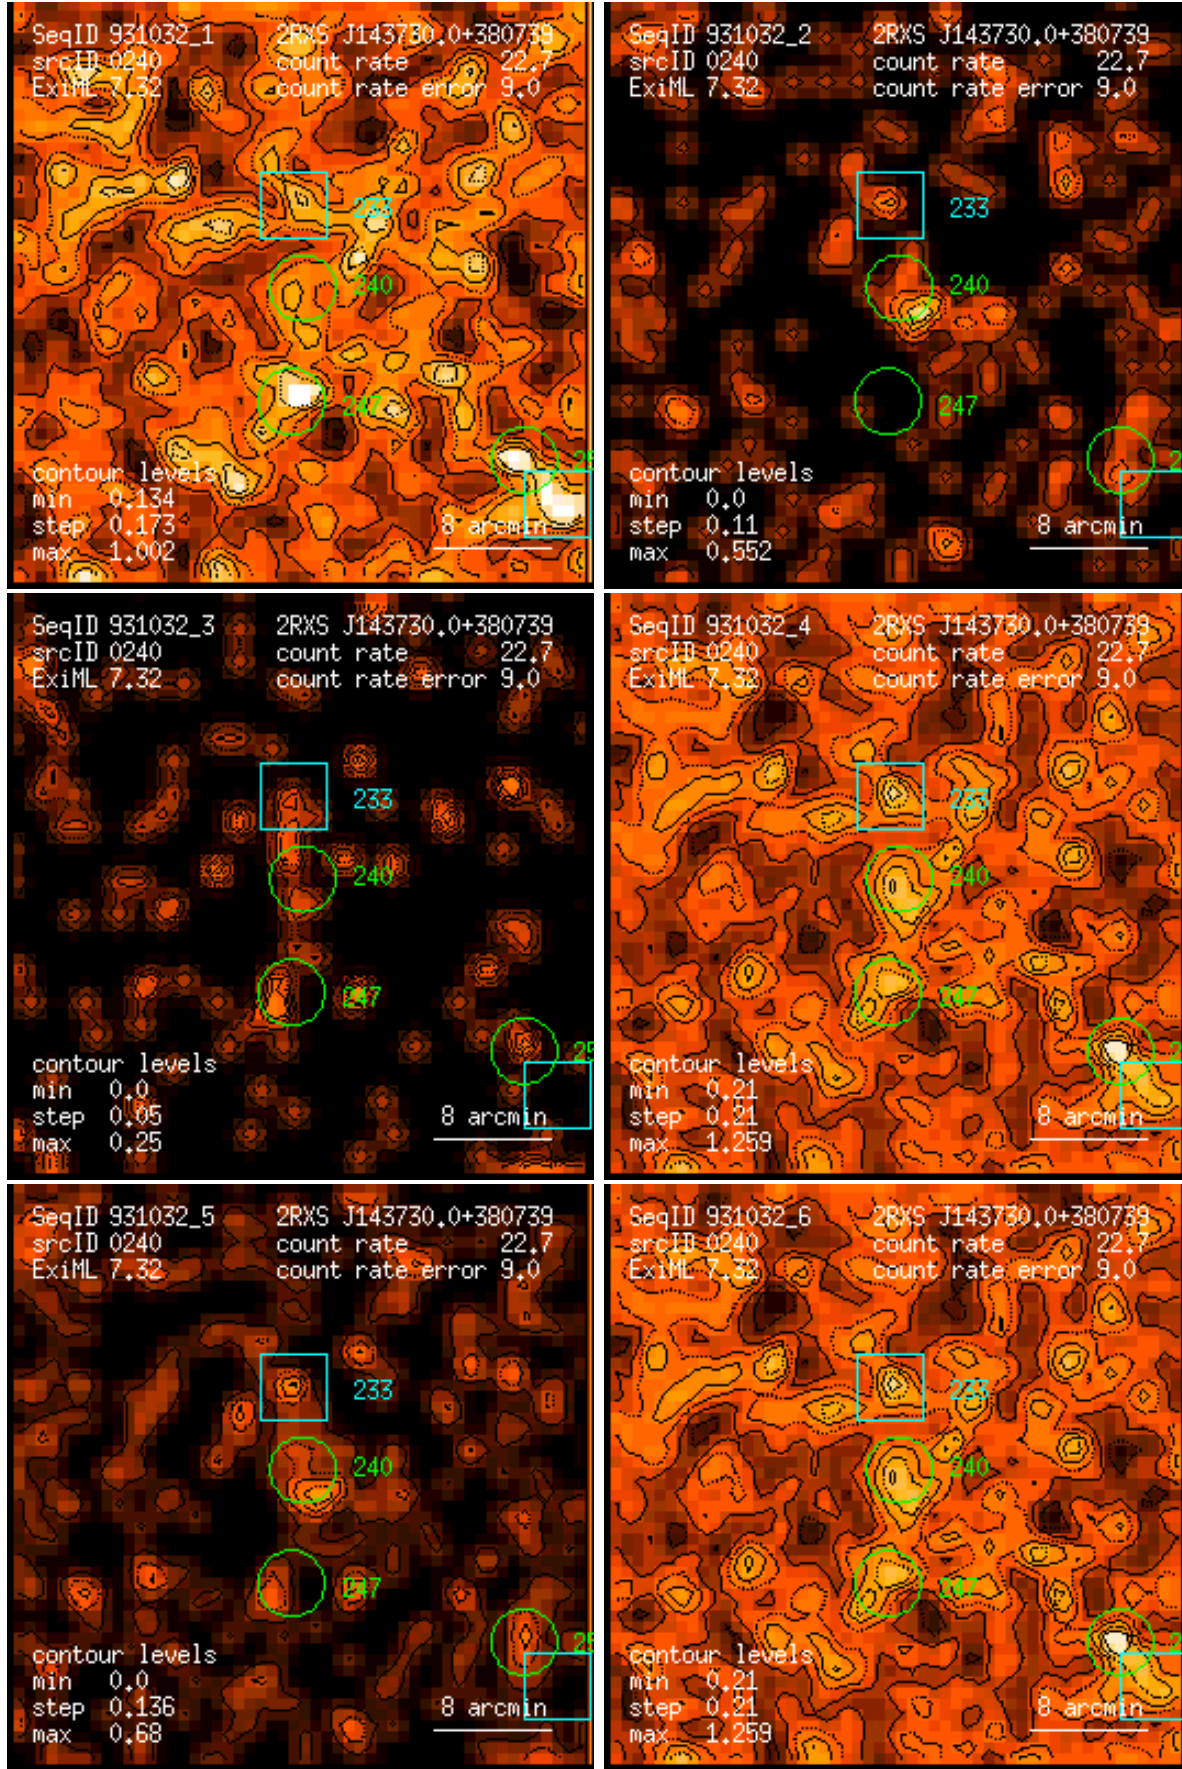 SeqID 931032_1 2RXS J143730.0+380739
srcID 0240 count rate 22.7
ExiML 7.32 count rate error 9.0
233
240
247
25
contour levels
min 0.134
step 0.173
max 1.002
8 arcmin
SeqID 931032_2 2RXS J143730.0+380739
srcID 0240 count rate 22.7
ExiML 7.32 count rate error 9.0
233
240
247
2
contour levels
min 0.0
step 0.11
max 0.552
8 arcmin
SeqID 931032_3 2RXS J143730.0+380739
srcID 0240 count rate 22.7
ExiML 7.32 count rate error 9.0
233
240
247
25
contour levels
min 0.0
step 0.05
max 0.25
8 arcmin
SeqID 931032_4 2RXS J143730.0+380739
srcID 0240 count rate 22.7
ExiML 7.32 count rate error 9.0
233
240
247
2
contour levels
min 0.21
step 0.21
max 1.259
8 arcmin
SeqID 931032_5 2RXS J143730.0+380739
srcID 0240 count rate 22.7
ExiML 7.32 count rate error 9.0
233
240
247
25
contour levels
min 0.0
step 0.136
max 0.68
8 arcmin
SeqID 931032_6 2RXS J143730.0+380739
srcID 0240 count rate 22.7
ExiML 7.32 count rate error 9.0
233
240
247
2
contour levels
min 0.21
step 0.21
max 1.259
8 arcmin